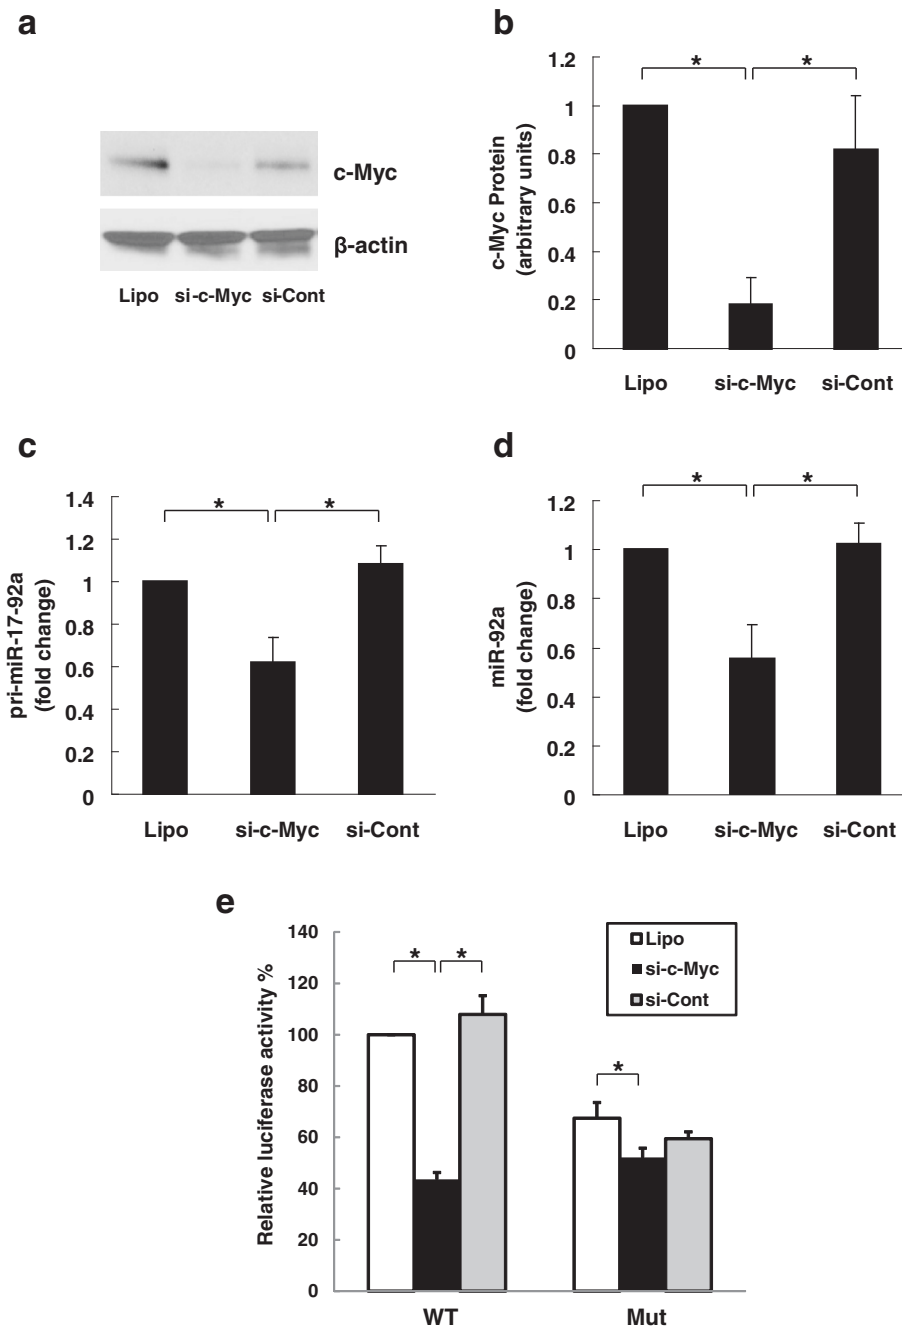 a
c-Myc
β-actin
Lipo si-c-Myc si-Cont
b
c-Myc Protein
(arbitrary units)
1.2
1
0.8
0.6
0.4
0.2
0
* *
Lipo si-c-Myc si-Cont
c
pri-miR-17-92a
(fold change)
1.4
1.2
1
0.8
0.6
0.4
0.2
0
* *
Lipo si-c-Myc si-Cont
d
miR-92a
(fold change)
1.2
1
0.8
0.6
0.4
0.2
0
* *
Lipo si-c-Myc si-Cont
e
Relative luciferase activity %
140
120
100
80
60
40
20
0
* *
*
Lipo
si-c-Myc
si-Cont
WT Mut